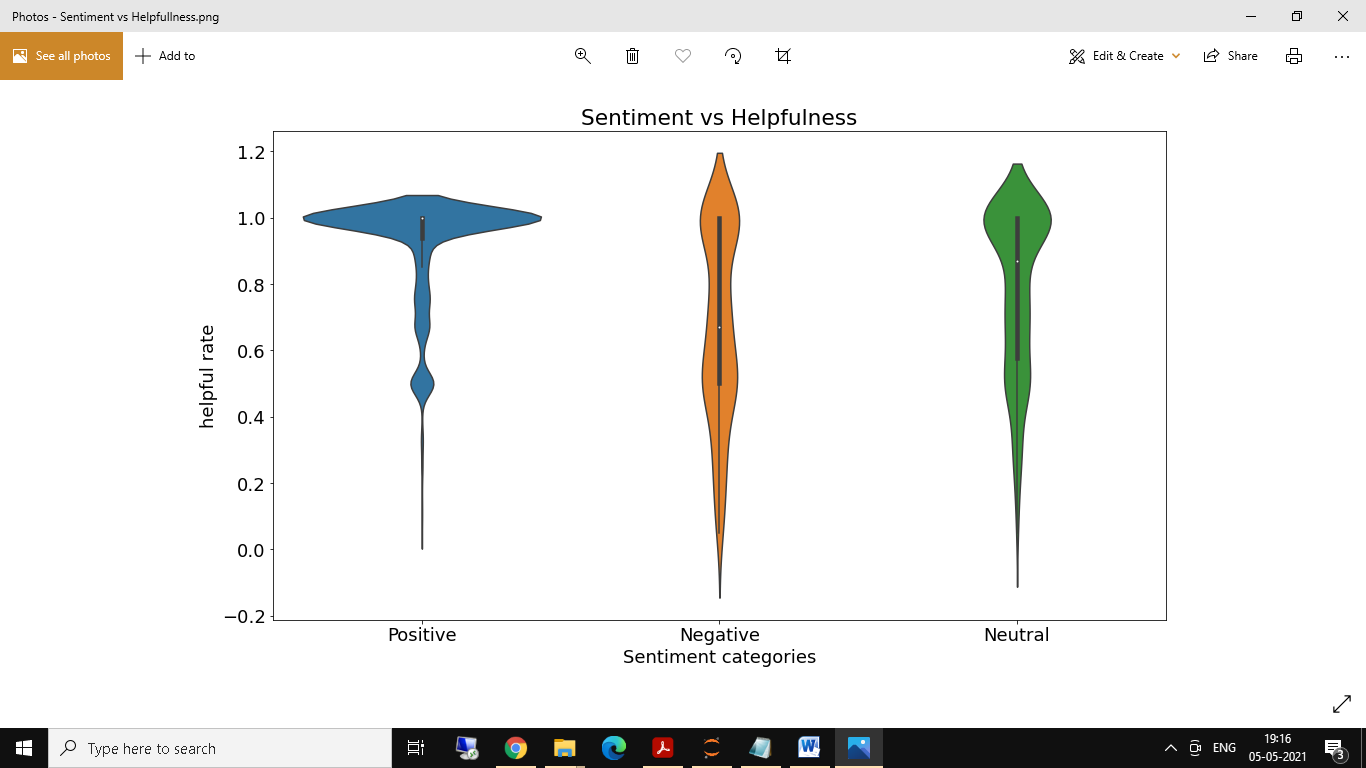 Photos - Sentiment vs Helpfullness.png
See all photos
Add to
Edit & Create
Share
Sentiment vs Helpfulness
1.2
1.0
0.8
0.6
0.4
0.2
0.0
−0.2
helpful rate
Positive Negative Neutral
Sentiment categories
Type here to search
W
ENG
19:16
05-05-2021
3